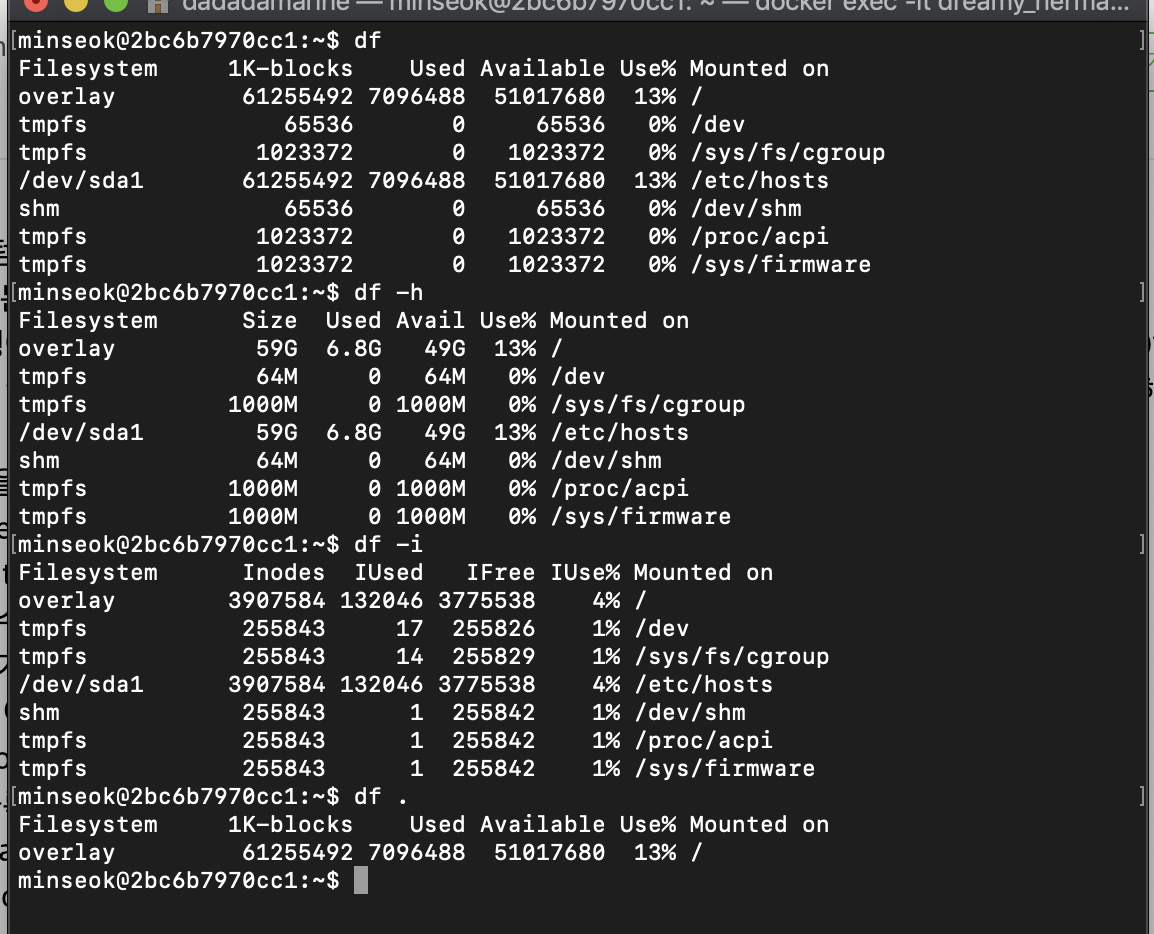 dadadamanne — minseok@2bc6b7970cc1: ~ — docker exec -it dreamy_herma...
[minseok@2bc6b7970cc1:~$ df ]
Filesystem     1K-blocks    Used Available Use% Mounted on
overlay         61255492 7096488  51017680  13% /
tmpfs              65536       0     65536   0% /dev
tmpfs            1023372       0   1023372   0% /sys/fs/cgroup
/dev/sda1       61255492 7096488  51017680  13% /etc/hosts
shm                65536       0     65536   0% /dev/shm
tmpfs            1023372       0   1023372   0% /proc/acpi
tmpfs            1023372       0   1023372   0% /sys/firmware
[minseok@2bc6b7970cc1:~$ df -h ]
Filesystem      Size  Used Avail Use% Mounted on
overlay          59G  6.8G   49G  13% /
tmpfs            64M     0   64M   0% /dev
tmpfs          1000M     0 1000M   0% /sys/fs/cgroup
/dev/sda1        59G  6.8G   49G  13% /etc/hosts
shm              64M     0   64M   0% /dev/shm
tmpfs          1000M     0 1000M   0% /proc/acpi
tmpfs          1000M     0 1000M   0% /sys/firmware
[minseok@2bc6b7970cc1:~$ df -i ]
Filesystem      Inodes  IUsed   IFree IUse% Mounted on
overlay        3907584 132046 3775538    4% /
tmpfs           255843     17  255826    1% /dev
tmpfs           255843     14  255829    1% /sys/fs/cgroup
/dev/sda1      3907584 132046 3775538    4% /etc/hosts
shm             255843      1  255842    1% /dev/shm
tmpfs           255843      1  255842    1% /proc/acpi
tmpfs           255843      1  255842    1% /sys/firmware
[minseok@2bc6b7970cc1:~$ df . ]
Filesystem     1K-blocks    Used Available Use% Mounted on
overlay         61255492 7096488  51017680  13% /
minseok@2bc6b7970cc1:~$